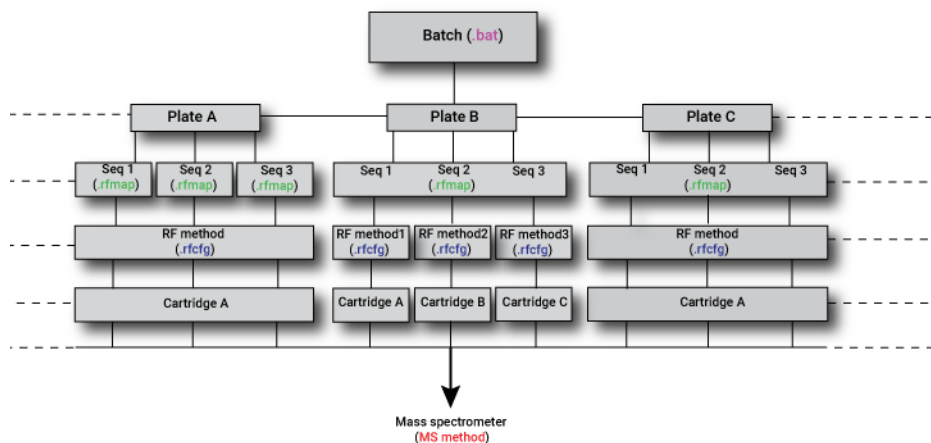 Batch (.bat)
Plate A
Plate B
Plate C
Seq 1
(.rfmap)
Seq 2
(.rfmap)
Seq 3
(.rfmap)
Seq 1
Seq 2
(.rfmap)
Seq 3
Seq 1
Seq 2
(.rfmap)
Seq 3
RF method
(.rfcfg)
RF method1
(.rfcfg)
RF method2
(.rfcfg)
RF method3
(.rfcfg)
RF method
(.rfcfg)
Cartridge A
Cartridge A
Cartridge B
Cartridge C
Cartridge A
Mass spectrometer
(MS method)